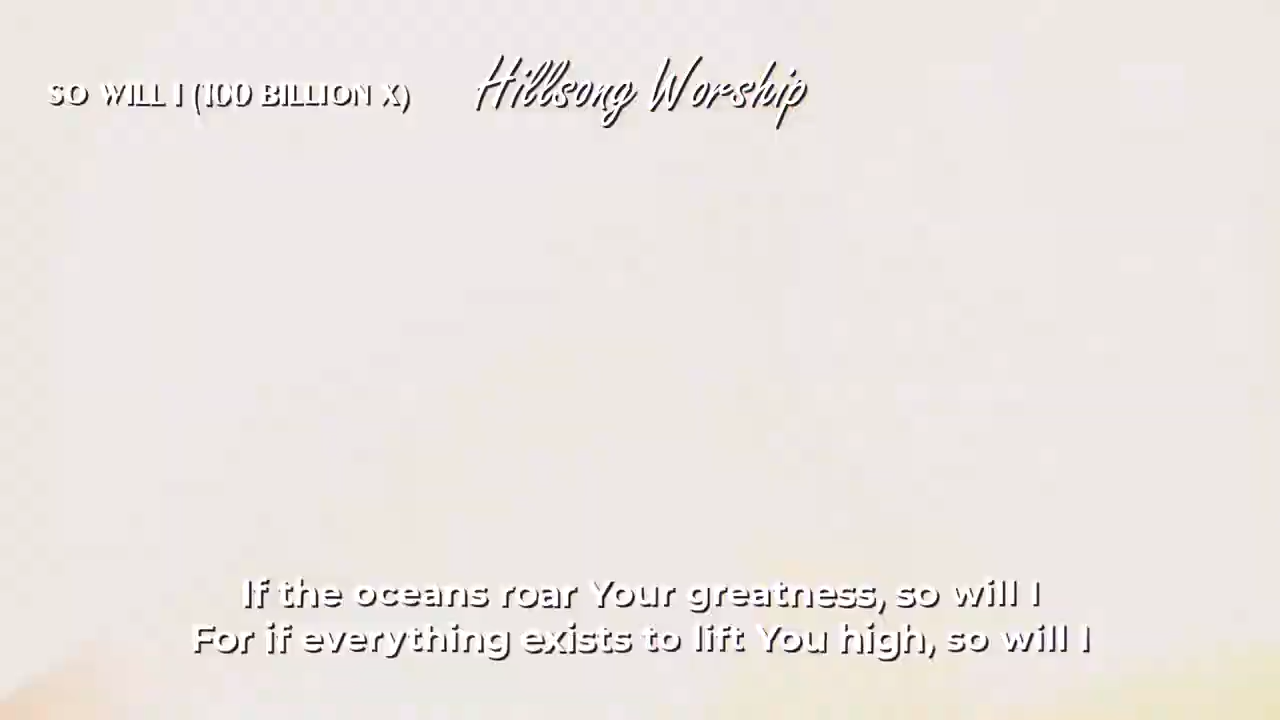 SO WILL I (100 BILLION X) Hillsong Worship
If the oceans roar Your greatness, so will I
For if everything exists to lift You high, so will I